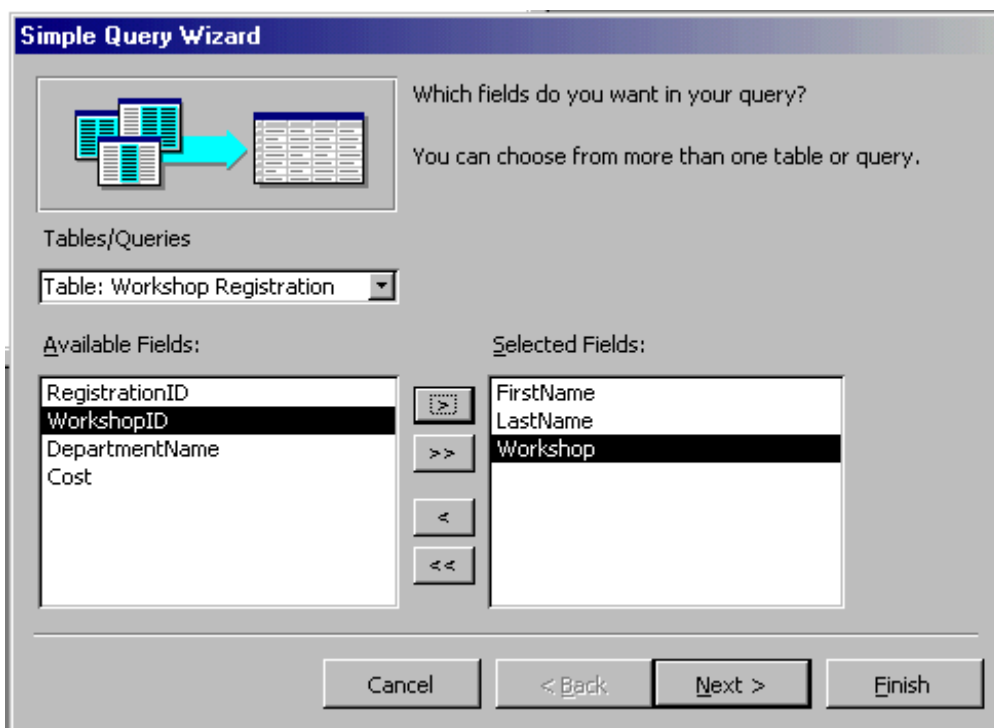 Simple Query Wizard
Which fields do you want in your query?
You can choose from more than one table or query.
Tables/Queries
Table: Workshop Registration
Available Fields:
Selected Fields:
RegistrationID
WorkshopID
DepartmentName
Cost
>
>>
<
<<
FirstName
LastName
Workshop
Cancel
< Back
Next >
Finish